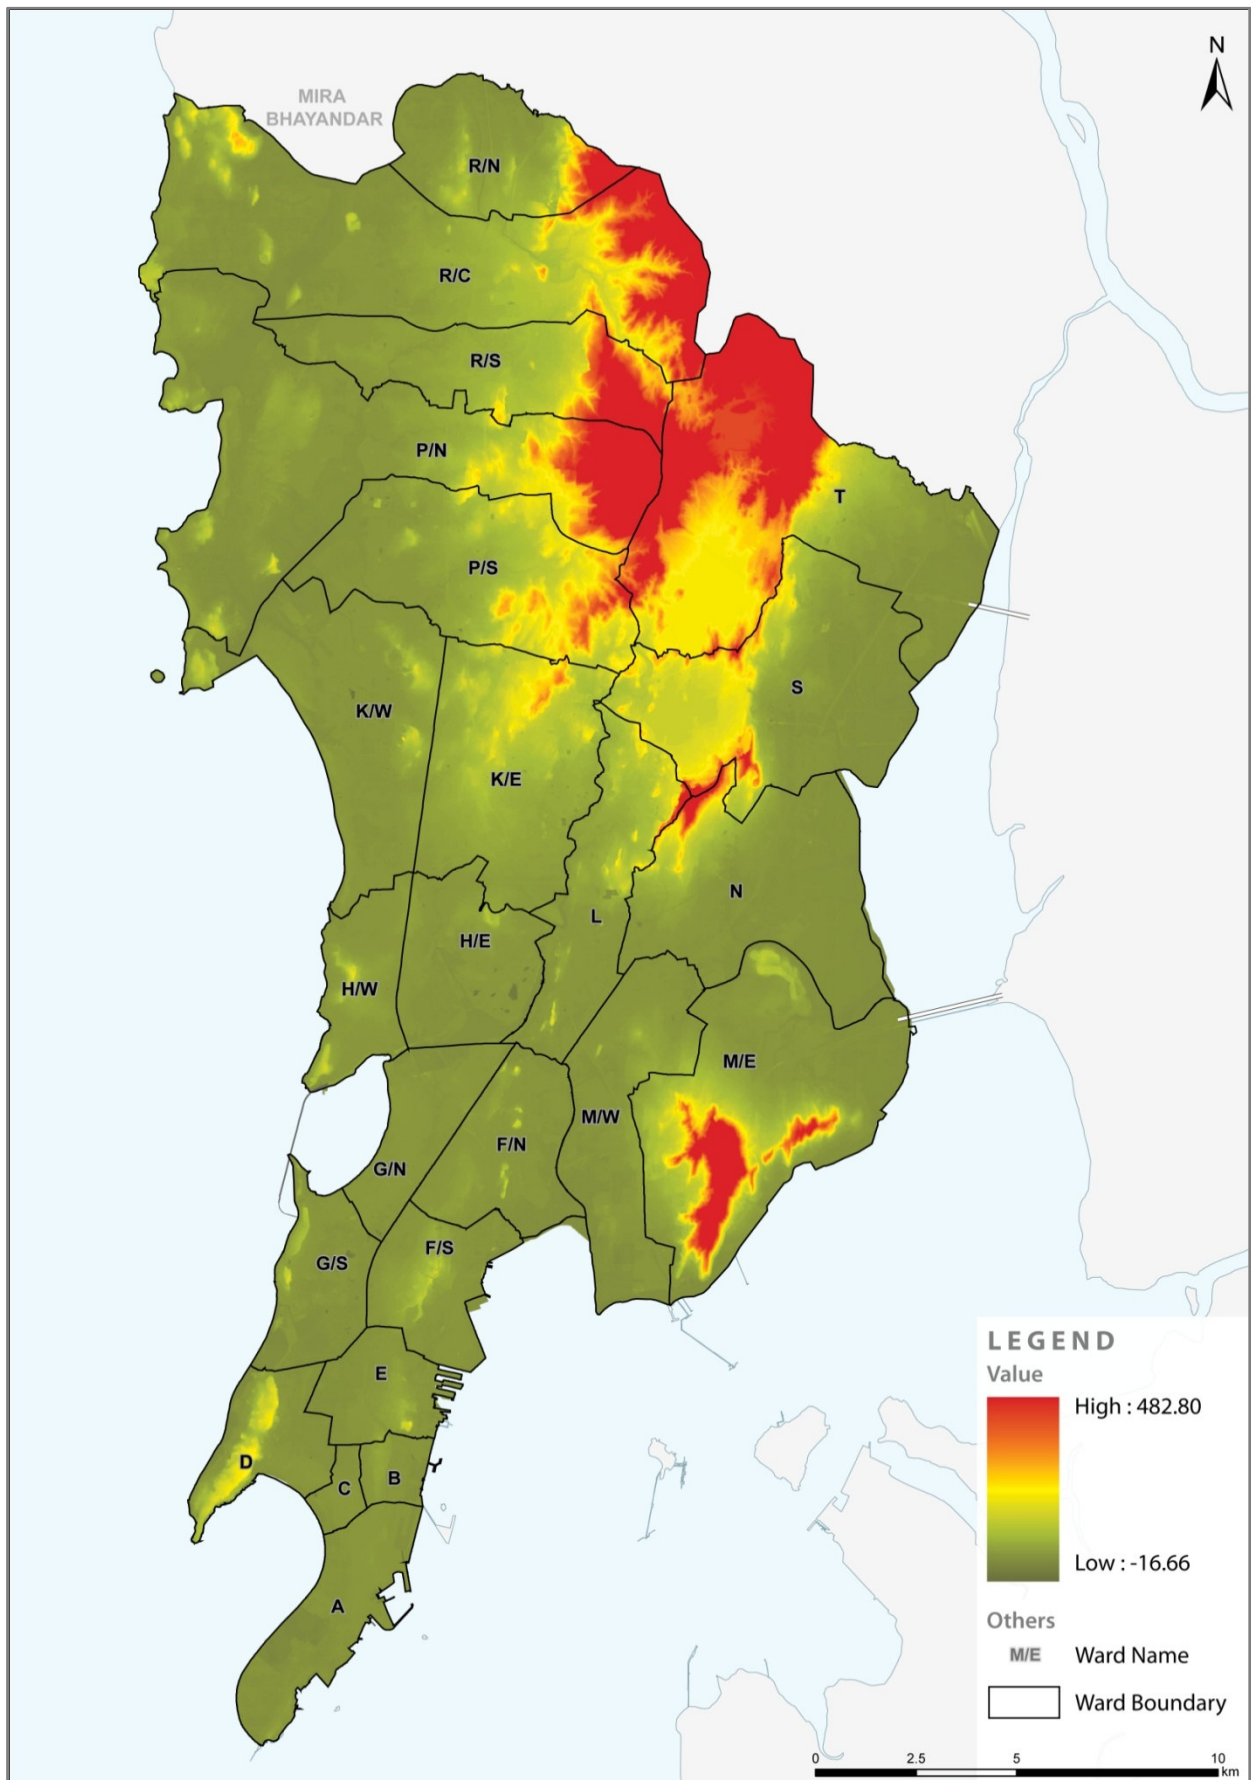 N
MIRA
BHAYANDAR
R/N
R/C
R/S
P/N
T
P/S
S
K/W
K/E
N
L
H/E
H/W
M/E
M/W
F/N
G/N
F/S
G/S
E
D
B
C
A
LEGEND
Value
High : 482.80
Low : -16.66
Others
M/E Ward Name
Ward Boundary
0 2.5 5 10
km